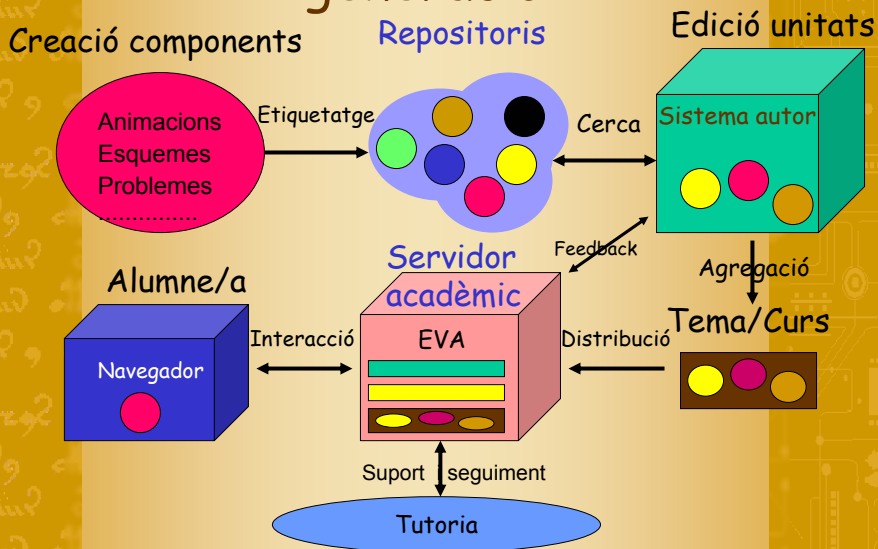 Creació components
Repositoris
Edició unitats
Animacions
Esquemes
Problemes
...............
Etiquetatge
Cerca
Sistema autor
Feedback
Agregació
Alumne/a
Servidor
acadèmic
Tema/Curs
Navegador
Interacció
EVA
Distribució
Suport i seguiment
Tutoria